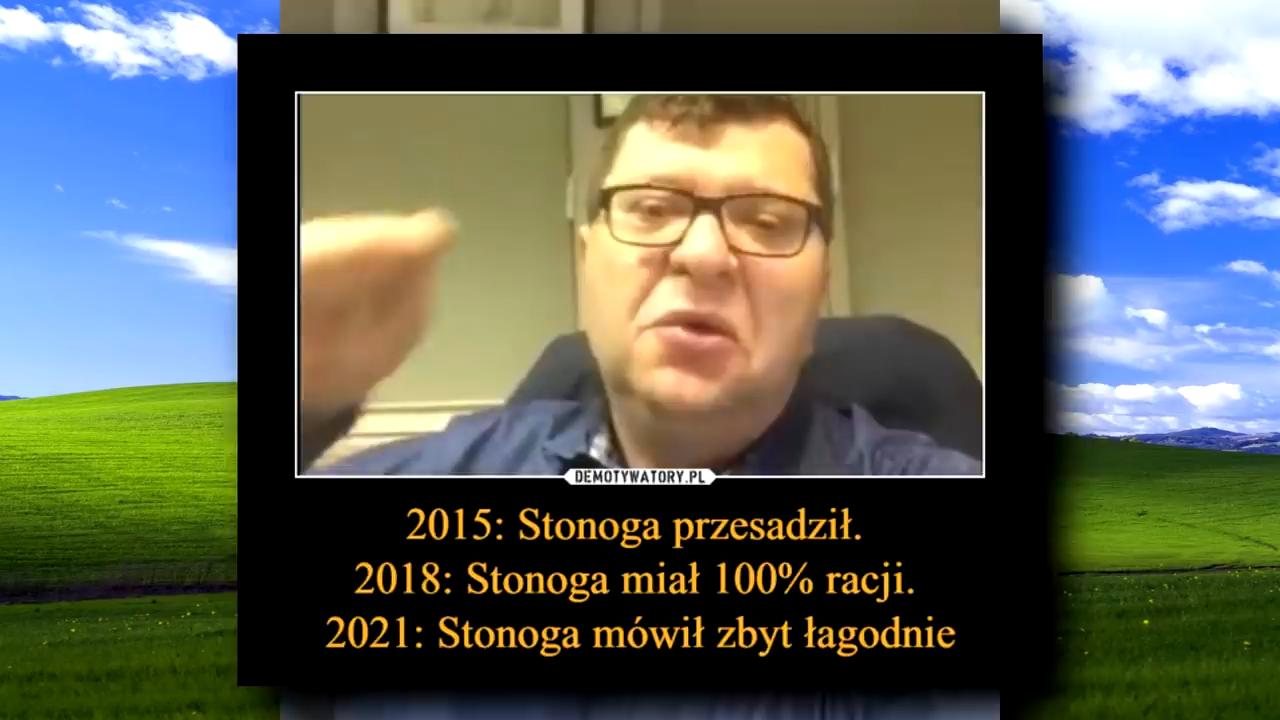 DEMOTYWATORY.PL
2015: Stonoga przesadził.
2018: Stonoga miał 100% racji.
2021: Stonoga mówił zbyt łagodnie